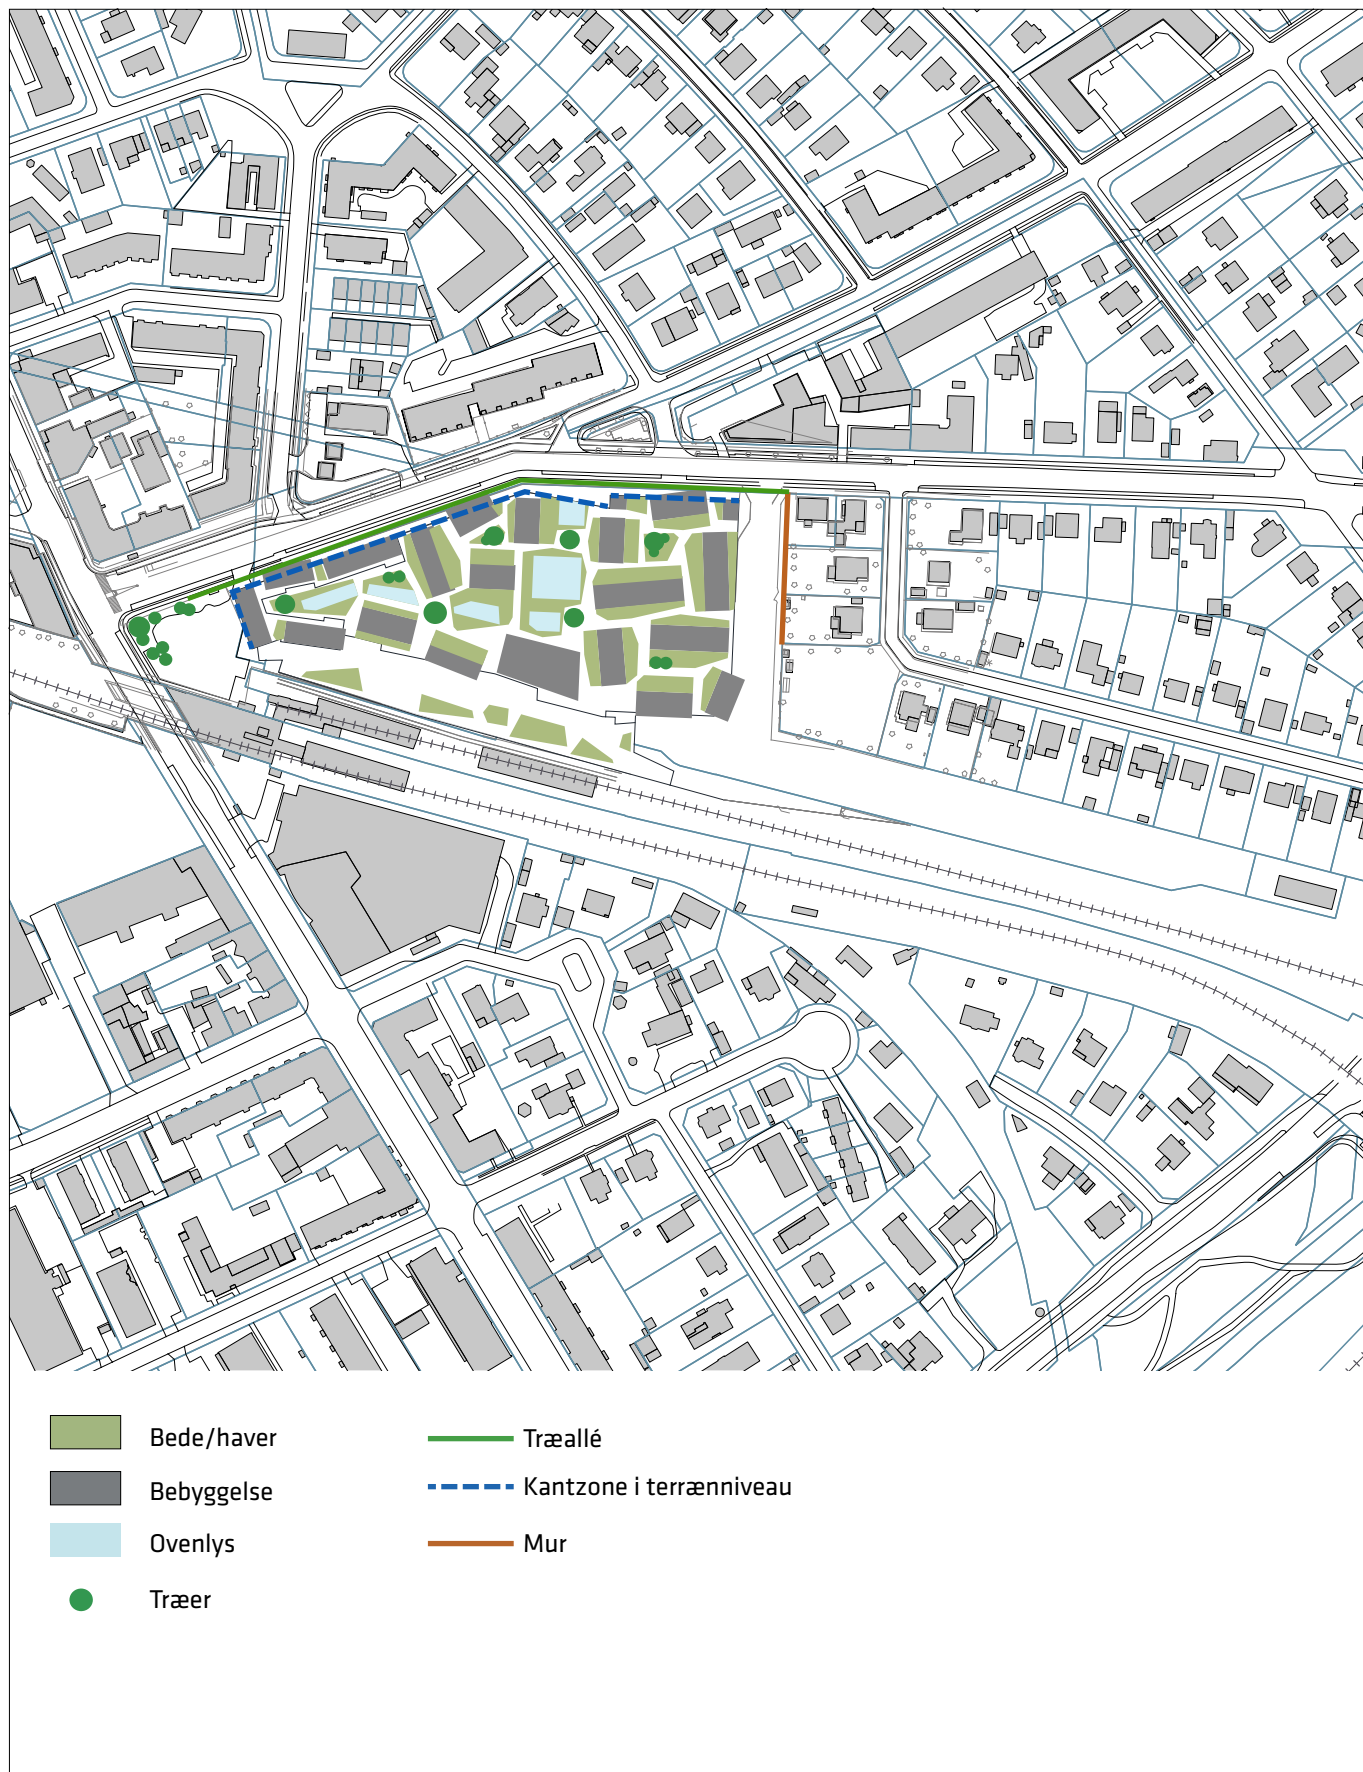 Bede/haver
Bebyggelse
Ovenlys
Træer
Træallé
Kantzone i terrænniveau
Mur